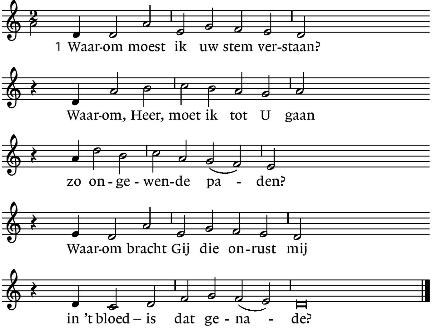 2
2
1 Waar-om moest ik uw stem ver-staan?
Waar-om, Heer, moet ik tot U gaan
zo on-ge-wen-de pa - den?
Waar-om bracht Gij die on-rust mij
in 't bloed – is dat ge-na - de?